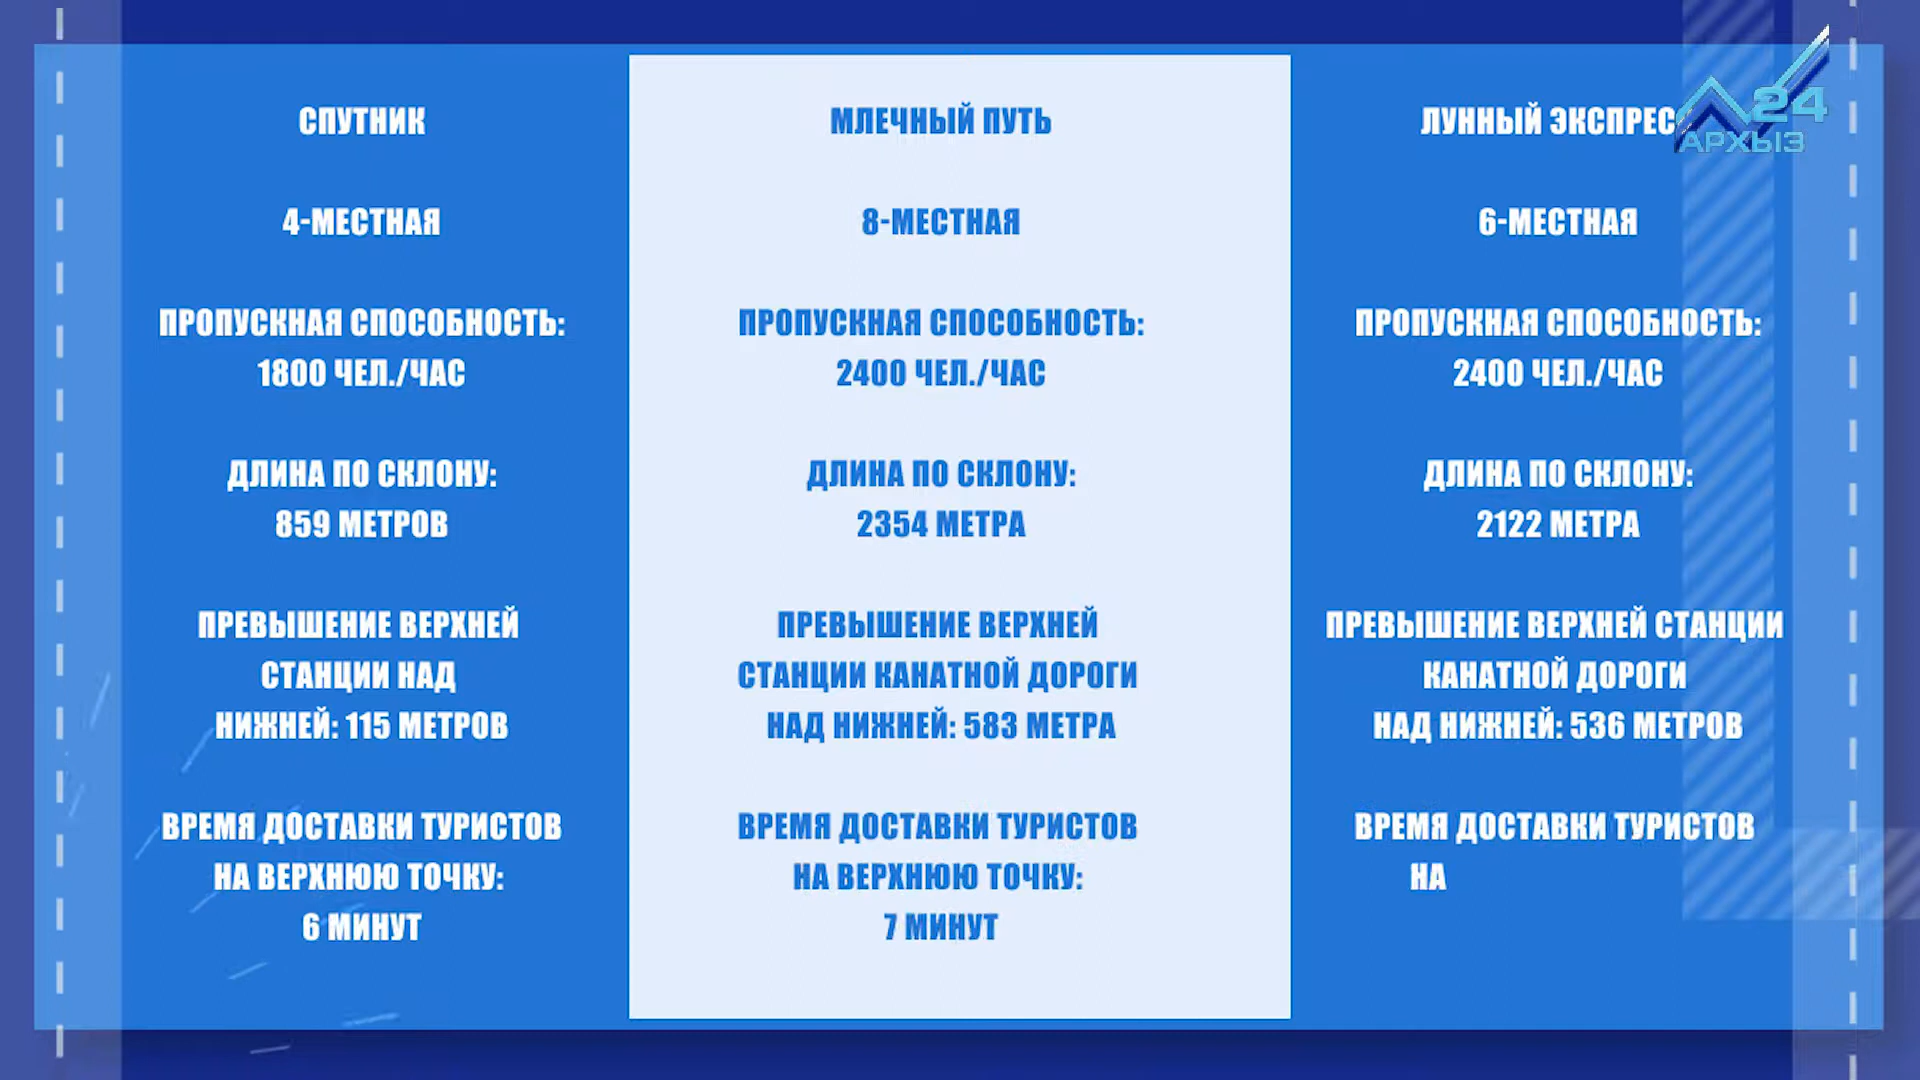 СПУТНИК
4-МЕСТНАЯ
ПРОПУСКНАЯ СПОСОБНОСТЬ:
1800 ЧЕЛ./ЧАС
ДЛИНА ПО СКЛОНУ:
859 МЕТРОВ
ПРЕВЫШЕНИЕ ВЕРХНЕЙ
СТАНЦИИ НАД
НИЖНЕЙ: 115 МЕТРОВ
ВРЕМЯ ДОСТАВКИ ТУРИСТОВ
НА ВЕРХНЮЮ ТОЧКУ:
6 МИНУТ
МЛЕЧНЫЙ ПУТЬ
8-МЕСТНАЯ
ПРОПУСКНАЯ СПОСОБНОСТЬ:
2400 ЧЕЛ./ЧАС
ДЛИНА ПО СКЛОНУ:
2354 МЕТРА
ПРЕВЫШЕНИЕ ВЕРХНЕЙ
СТАНЦИИ КАНАТНОЙ ДОРОГИ
НАД НИЖНЕЙ: 583 МЕТРА
ВРЕМЯ ДОСТАВКИ ТУРИСТОВ
НА ВЕРХНЮЮ ТОЧКУ:
7 МИНУТ
ЛУННЫЙ ЭКСПРЕС
6-МЕСТНАЯ
ПРОПУСКНАЯ СПОСОБНОСТЬ:
2400 ЧЕЛ./ЧАС
ДЛИНА ПО СКЛОНУ:
2122 МЕТРА
ПРЕВЫШЕНИЕ ВЕРХНЕЙ СТАНЦИИ
КАНАТНОЙ ДОРОГИ
НАД НИЖНЕЙ: 536 МЕТРОВ
ВРЕМЯ ДОСТАВКИ ТУРИСТОВ
НА
24
АРХЫЗ